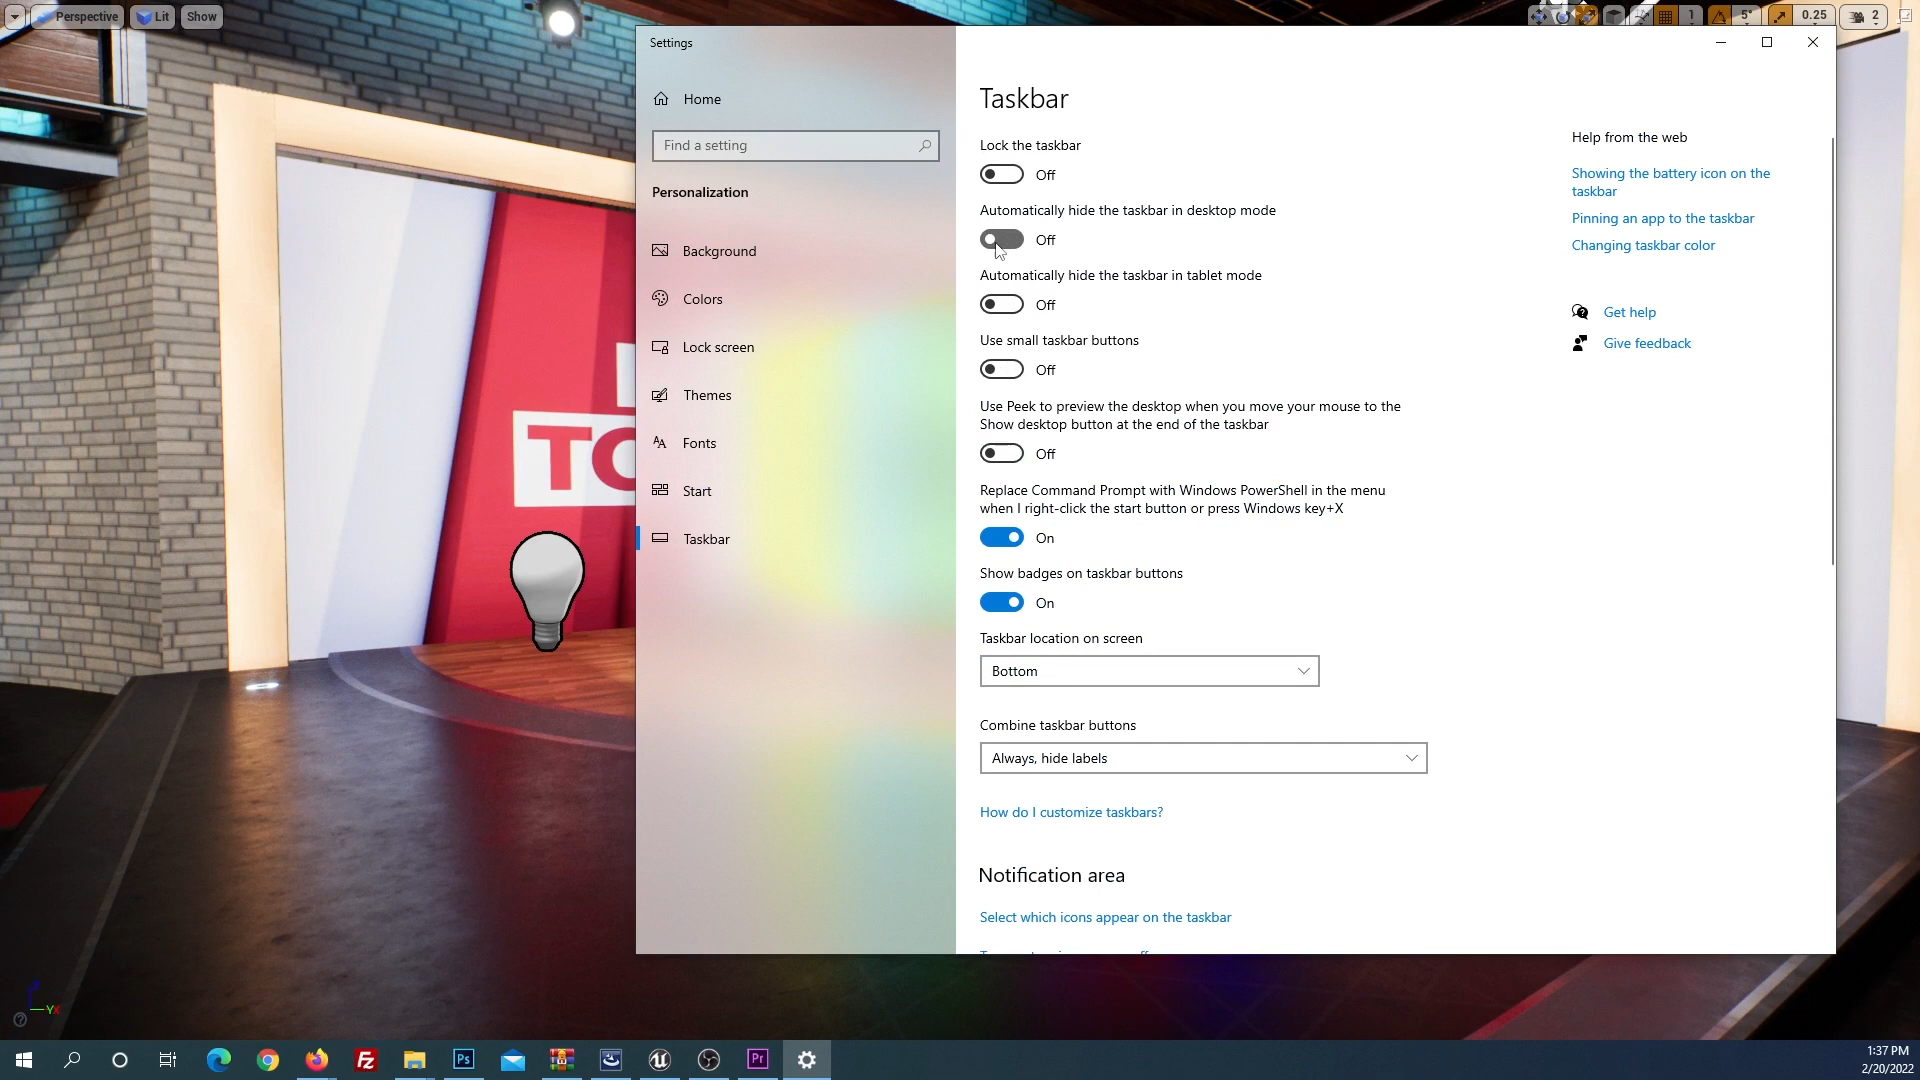 Perspective
Lit
Show
1
5°
0.25
2
Settings
Home
Find a setting
Personalization
Background
Colors
Lock screen
Themes
Fonts
Start
Taskbar
Taskbar
Lock the taskbar
Off
Automatically hide the taskbar in desktop mode
Off
Automatically hide the taskbar in tablet mode
Off
Use small taskbar buttons
Off
Use Peek to preview the desktop when you move your mouse to the
Show desktop button at the end of the taskbar
Off
Replace Command Prompt with Windows PowerShell in the menu
when I right-click the start button or press Windows key+X
On
Show badges on taskbar buttons
On
Taskbar location on screen
Bottom
Combine taskbar buttons
Always, hide labels
How do I customize taskbars?
Notification area
Select which icons appear on the taskbar
Help from the web
Showing the battery icon on the
taskbar
Pinning an app to the taskbar
Changing taskbar color
Get help
Give feedback
TO
YX
Fz
Ps
Pr
1:37 PM
2/20/2022